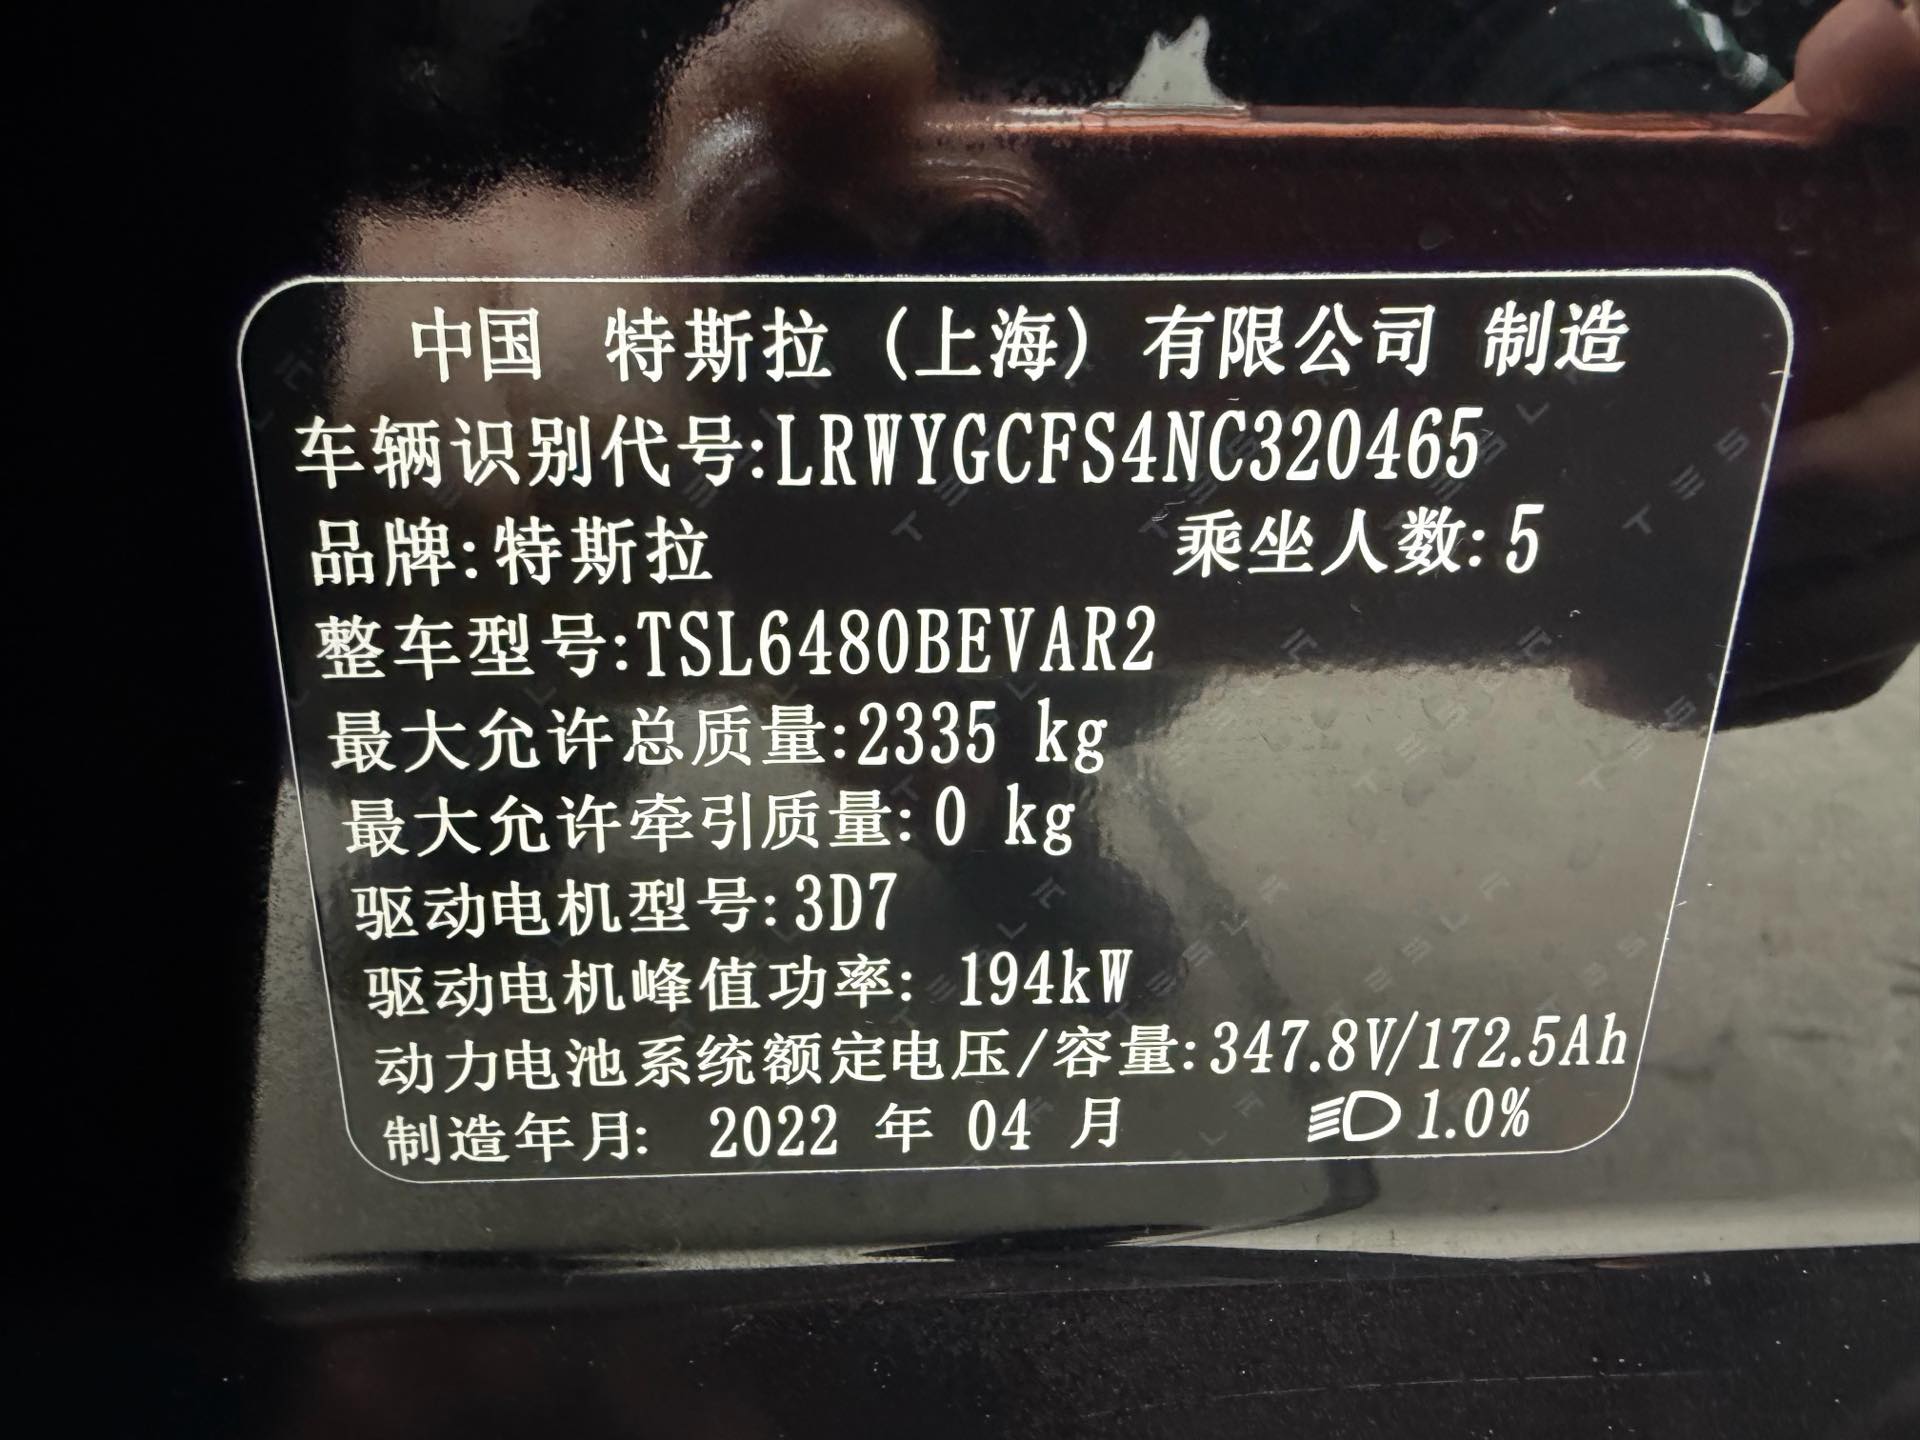 中国 特斯拉（上海）有限公司 制造
车辆识别代号:LRWYGCFS4NC320465
品牌:特斯拉 乘坐人数:5
整车型号:TSL6480BEVAR2
最大允许总质量:2335 kg
最大允许牵引质量:0 kg
驱动电机型号:3D7
驱动电机峰值功率: 194kW
动力电池系统额定电压/容量:347.8V/172.5Ah
制造年月: 2022 年 04 月 1.0%